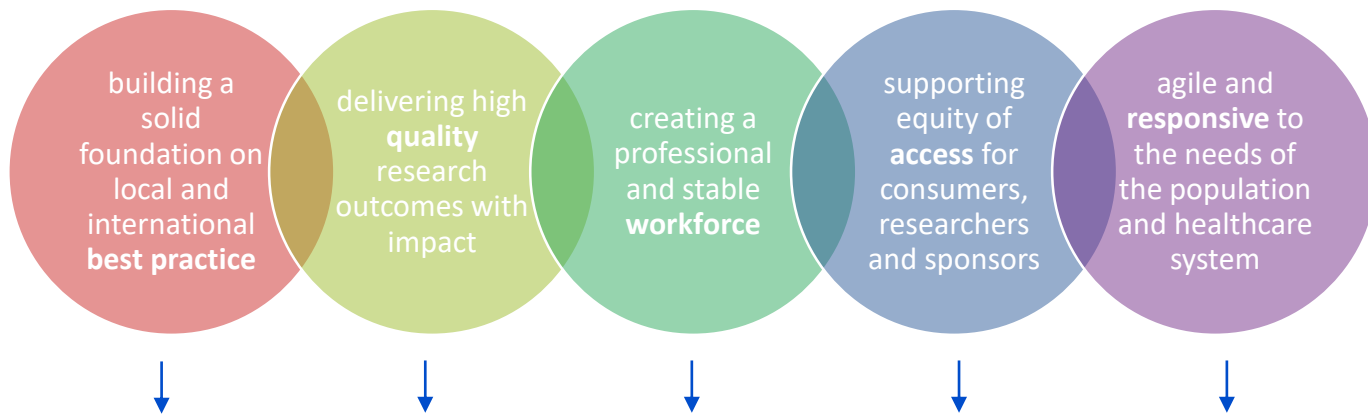 building a
solid
foundation on
local and
international
best practice
delivering high
quality
research
outcomes with
impact
creating a
professional
and stable
workforce
supporting
equity of
access for
consumers,
researchers
and sponsors
agile and
responsive to
the needs of
the population
and healthcare
system